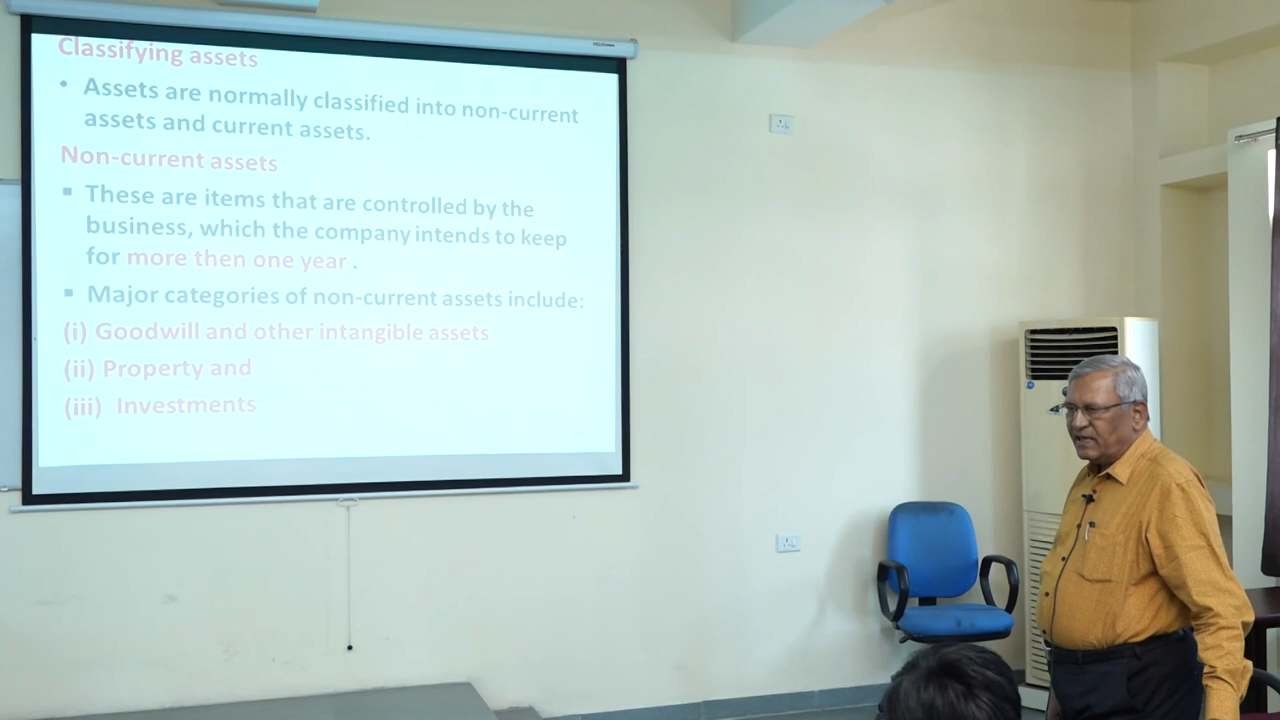 Classifying assets
• Assets are normally classified into non-current
assets and current assets.
Non-current assets
▪ These are items that are controlled by the
business, which the company intends to keep
for more then one year .
▪ Major categories of non-current assets include:
(i) Goodwill and other intangible assets
(ii) Property and
(iii) Investments